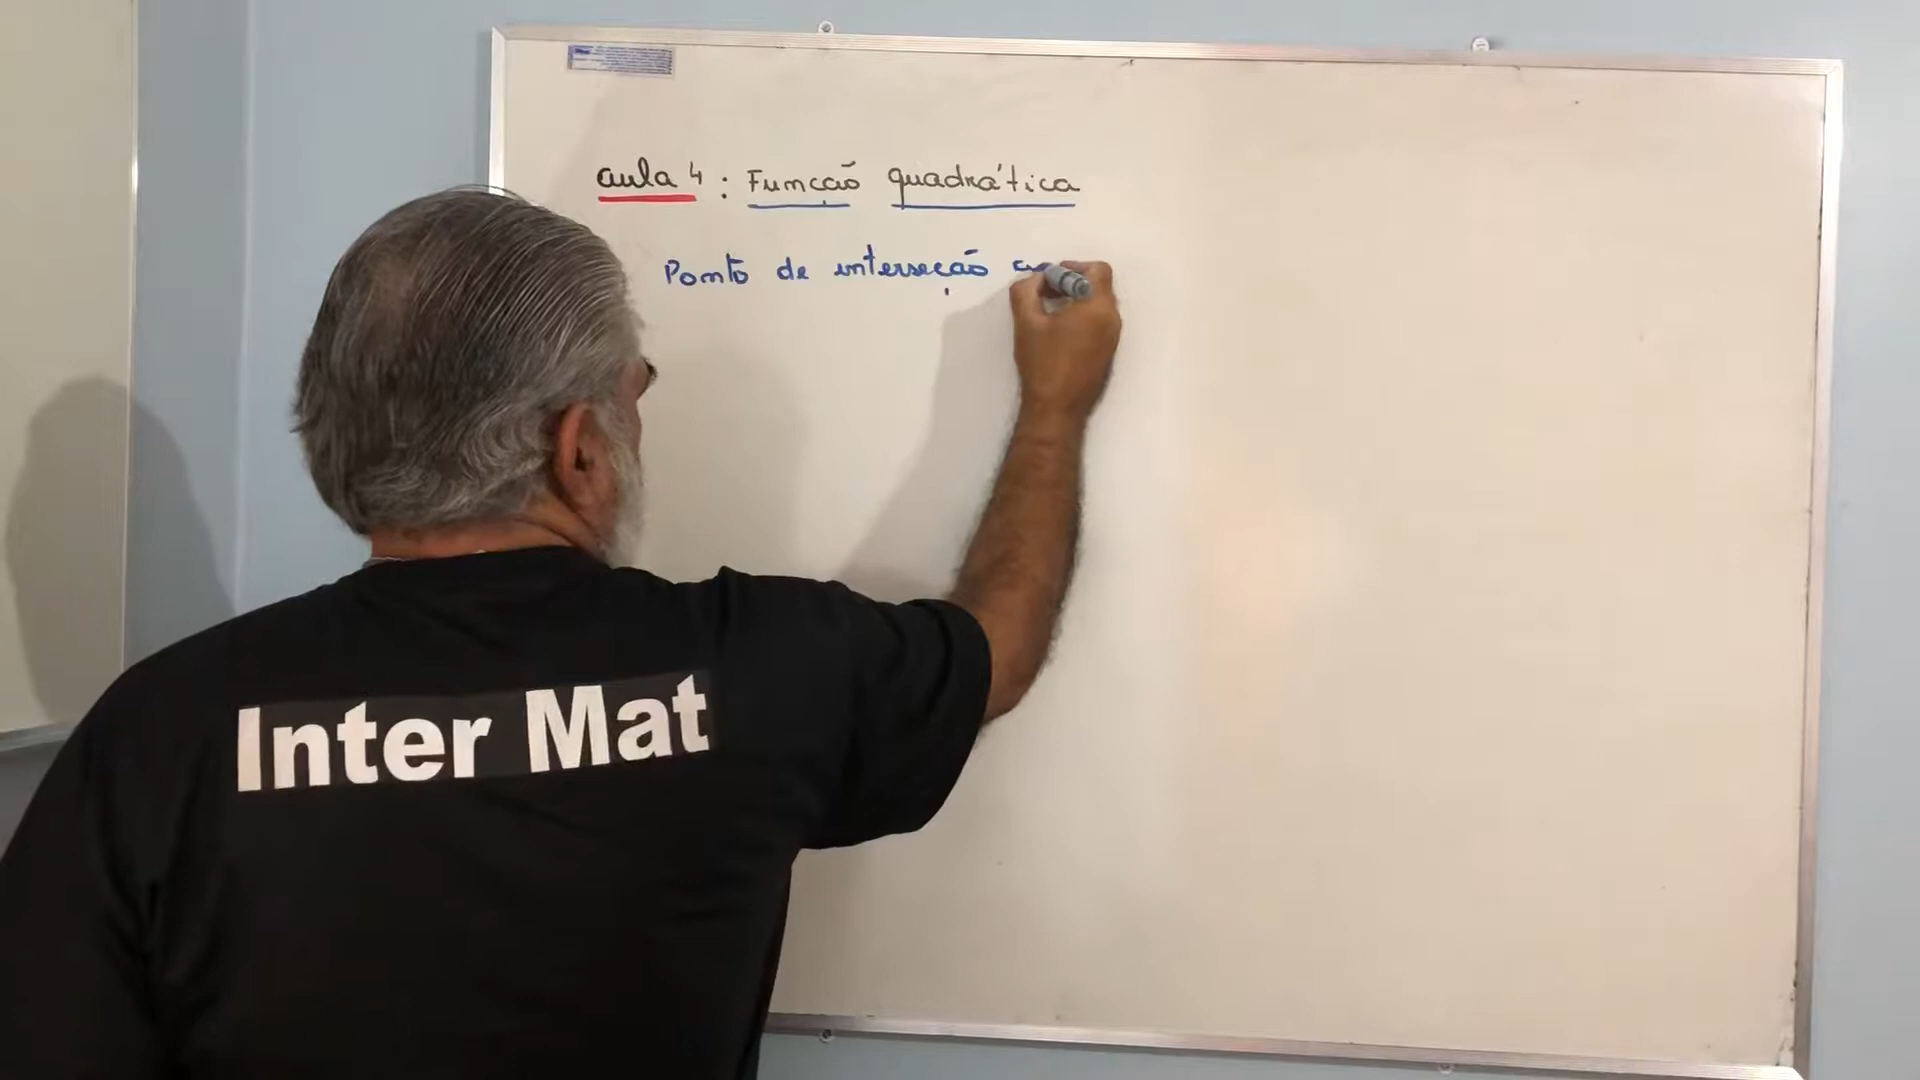 aula 4 : Função quadrática
Ponto de interseção
Inter Mat